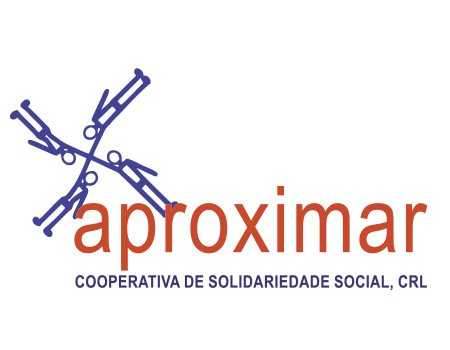 aproximar
COOPERATIVA DE SOLIDARIEDADE SOCIAL, CRL